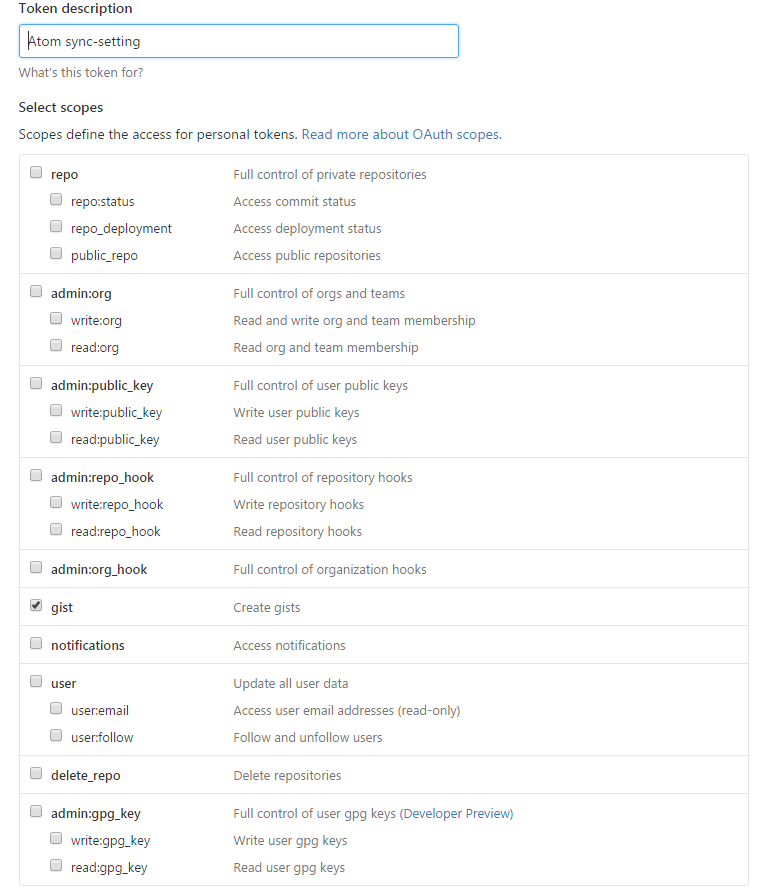 Token description
Atom sync-setting
What's this token for?
Select scopes
Scopes define the access for personal tokens. Read more about OAuth scopes.
repo Full control of private repositories
repo:status Access commit status
repo_deployment Access deployment status
public_repo Access public repositories
admin:org Full control of orgs and teams
write:org Read and write org and team membership
read:org Read org and team membership
admin:public_key Full control of user public keys
write:public_key Write user public keys
read:public_key Read user public keys
admin:repo_hook Full control of repository hooks
write:repo_hook Write repository hooks
read:repo_hook Read repository hooks
admin:org_hook Full control of organization hooks
gist Create gists
notifications Access notifications
user Update all user data
user:email Access user email addresses (read-only)
user:follow Follow and unfollow users
delete_repo Delete repositories
admin:gpg_key Full control of user gpg keys (Developer Preview)
write:gpg_key Write user gpg keys
read:gpg_key Read user gpg keys